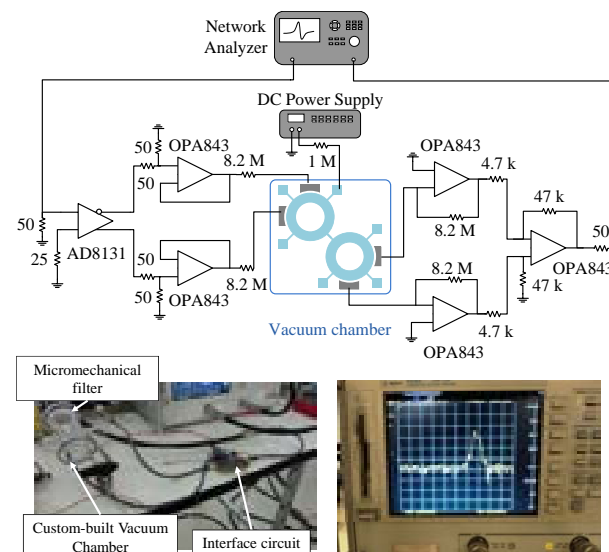 Network
Analyzer
DC Power Supply
OPA843
OPA843
50
8.2 M
1 M
4.7 k
50
47 k
50
8.2 M
50
AD8131
25
50
OPA843
50
OPA843
8.2 M
8.2 M
47 k
4.7 k
OPA843
Vacuum chamber
Micromechanical
filter
Custom-built Vacuum
Chamber
Interface circuit